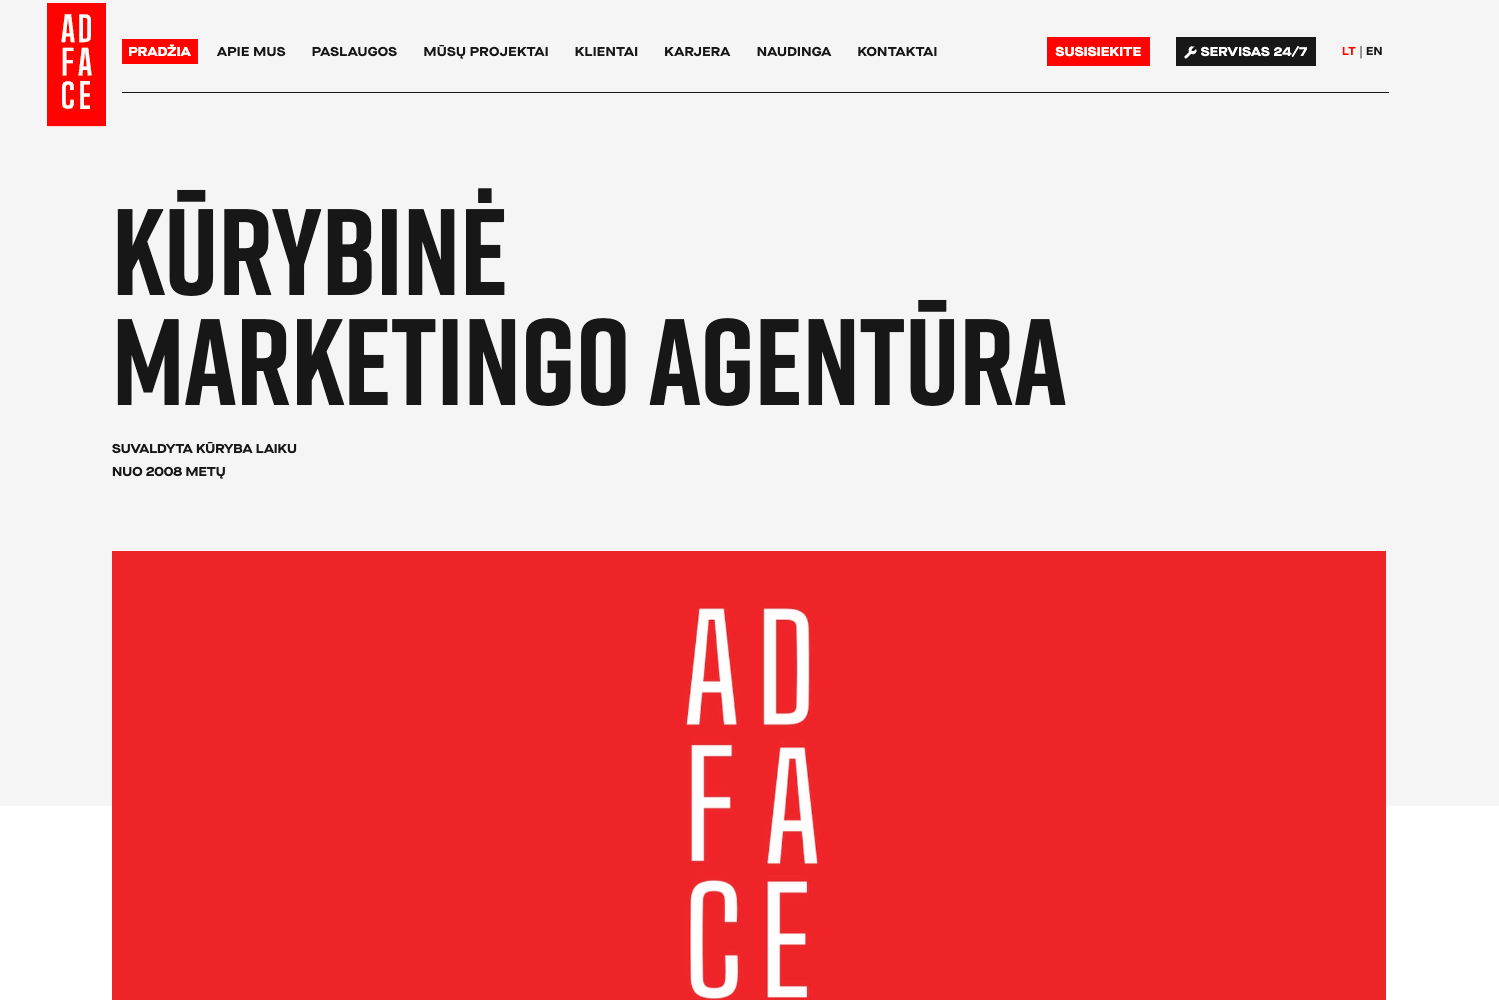 AD
FA
CE
PRADŽIA APIE MUS PASLAUGOS MŪSŲ PROJEKTAI KLIENTAI KARJERA NAUDINGA KONTAKTAI SUSISIEKITE SERVISAS 24/7 LT | EN
KŪRYBINĖ
MARKETINGO AGENTŪRA
SUVALDYTA KŪRYBA LAIKU
NUO 2008 METŲ
AD
FA
CE